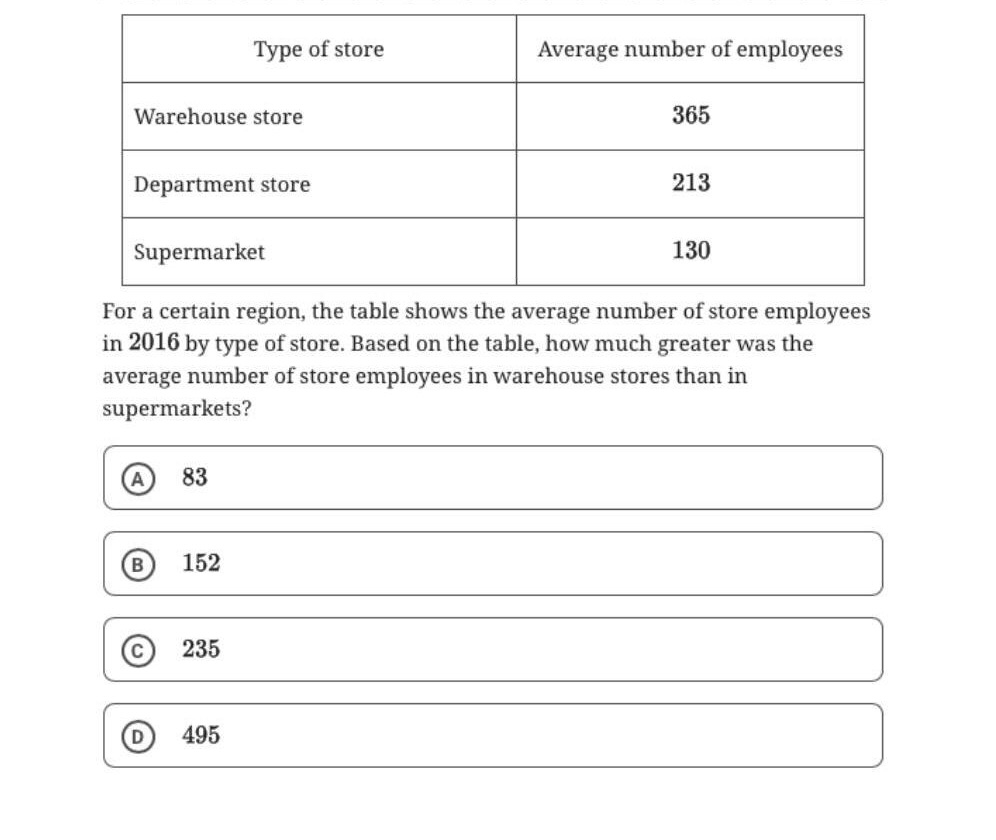 Type of store Average number of employees
Warehouse store 365
Department store 213
Supermarket 130
For a certain region, the table shows the average number of store employees
in 2016 by type of store. Based on the table, how much greater was the
average number of store employees in warehouse stores than in
supermarkets?
A 83
B 152
C 235
D 495